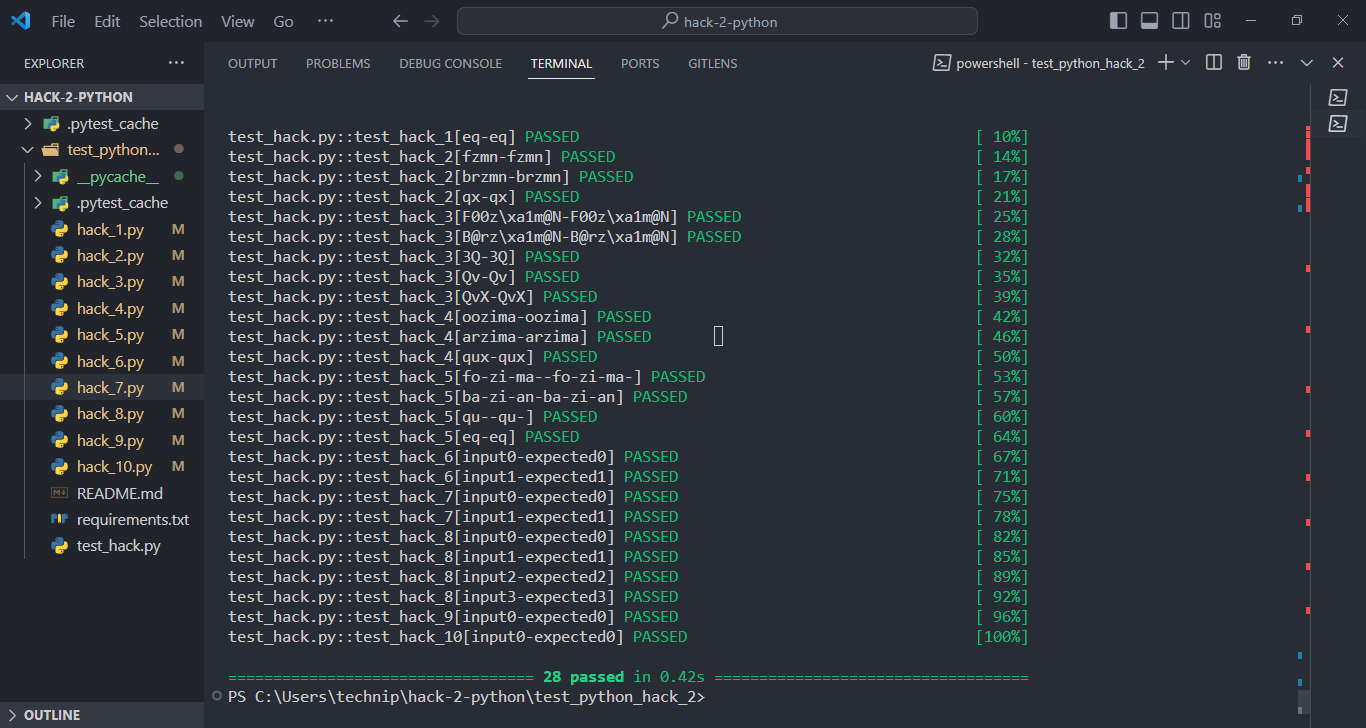 File Edit Selection View Go ··· hack-2-python
EXPLORER ···
HACK-2-PYTHON
.pytest_cache
test_python...
__pycache__
.pytest_cache
hack_1.py M
hack_2.py M
hack_3.py M
hack_4.py M
hack_5.py M
hack_6.py M
hack_7.py M
hack_8.py M
hack_9.py M
hack_10.py M
README.md
requirements.txt
test_hack.py
OUTLINE
OUTPUT PROBLEMS DEBUG CONSOLE TERMINAL PORTS GITLENS powershell - test_python_hack_2
test_hack.py::test_hack_1[eq-eq] PASSED [ 10%]
test_hack.py::test_hack_2[fzmn-fzmn] PASSED [ 14%]
test_hack.py::test_hack_2[brzmn-brzmn] PASSED [ 17%]
test_hack.py::test_hack_2[qx-qx] PASSED [ 21%]
test_hack.py::test_hack_3[F00z\xa1m@N-F00z\xa1m@N] PASSED [ 25%]
test_hack.py::test_hack_3[B@rz\xa1m@N-B@rz\xa1m@N] PASSED [ 28%]
test_hack.py::test_hack_3[3Q-3Q] PASSED [ 32%]
test_hack.py::test_hack_3[Qv-Qv] PASSED [ 35%]
test_hack.py::test_hack_3[QvX-QvX] PASSED [ 39%]
test_hack.py::test_hack_4[oozima-oozima] PASSED [ 42%]
test_hack.py::test_hack_4[arzima-arzima] PASSED [ 46%]
test_hack.py::test_hack_4[qux-qux] PASSED [ 50%]
test_hack.py::test_hack_5[fo-zi-ma--fo-zi-ma-] PASSED [ 53%]
test_hack.py::test_hack_5[ba-zi-an-ba-zi-an] PASSED [ 57%]
test_hack.py::test_hack_5[qu--qu-] PASSED [ 60%]
test_hack.py::test_hack_5[eq-eq] PASSED [ 64%]
test_hack.py::test_hack_6[input0-expected0] PASSED [ 67%]
test_hack.py::test_hack_6[input1-expected1] PASSED [ 71%]
test_hack.py::test_hack_7[input0-expected0] PASSED [ 75%]
test_hack.py::test_hack_7[input1-expected1] PASSED [ 78%]
test_hack.py::test_hack_8[input0-expected0] PASSED [ 82%]
test_hack.py::test_hack_8[input1-expected1] PASSED [ 85%]
test_hack.py::test_hack_8[input2-expected2] PASSED [ 89%]
test_hack.py::test_hack_8[input3-expected3] PASSED [ 92%]
test_hack.py::test_hack_9[input0-expected0] PASSED [ 96%]
test_hack.py::test_hack_10[input0-expected0] PASSED [100%]
================================== 28 passed in 0.42s ===================================
PS C:\Users\technip\hack-2-python\test_python_hack_2>